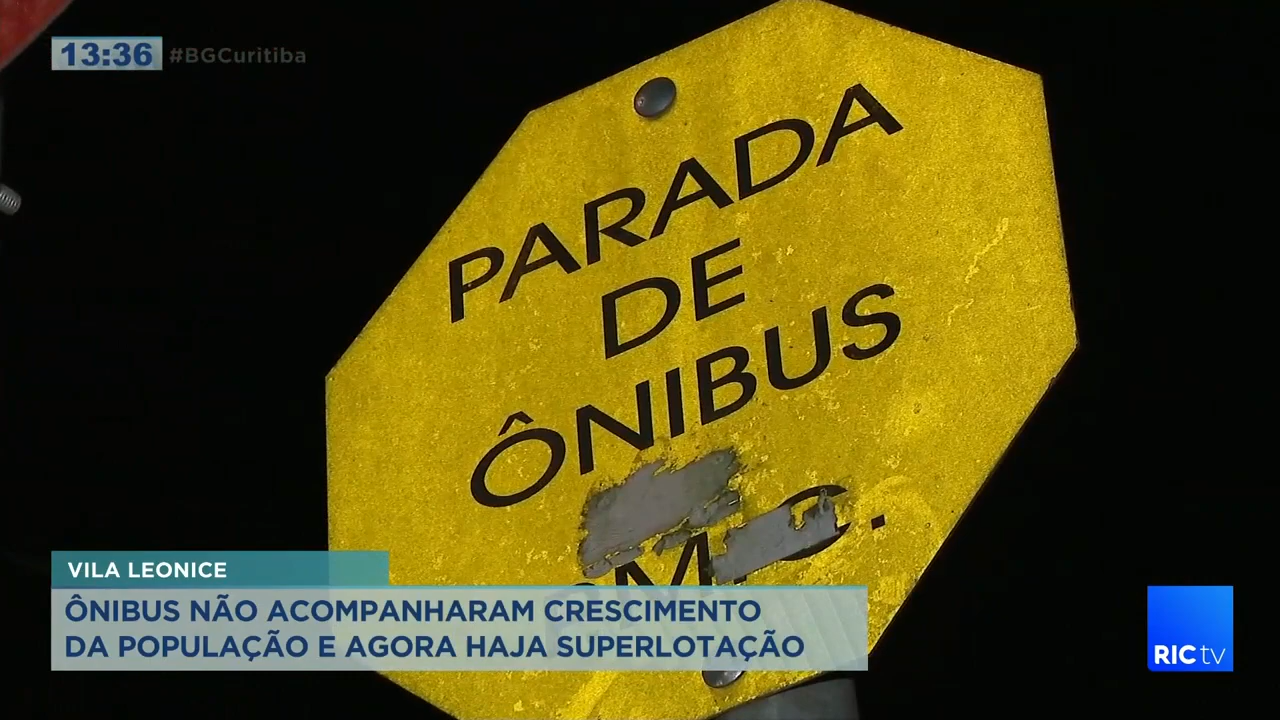 13:36 #BGCuritiba
PARADA
DE
ÔNIBUS
VILA LEONICE
ÔNIBUS NÃO ACOMPANHARAM CRESCIMENTO
DA POPULAÇÃO E AGORA HAJA SUPERLOTAÇÃO
RIC tv